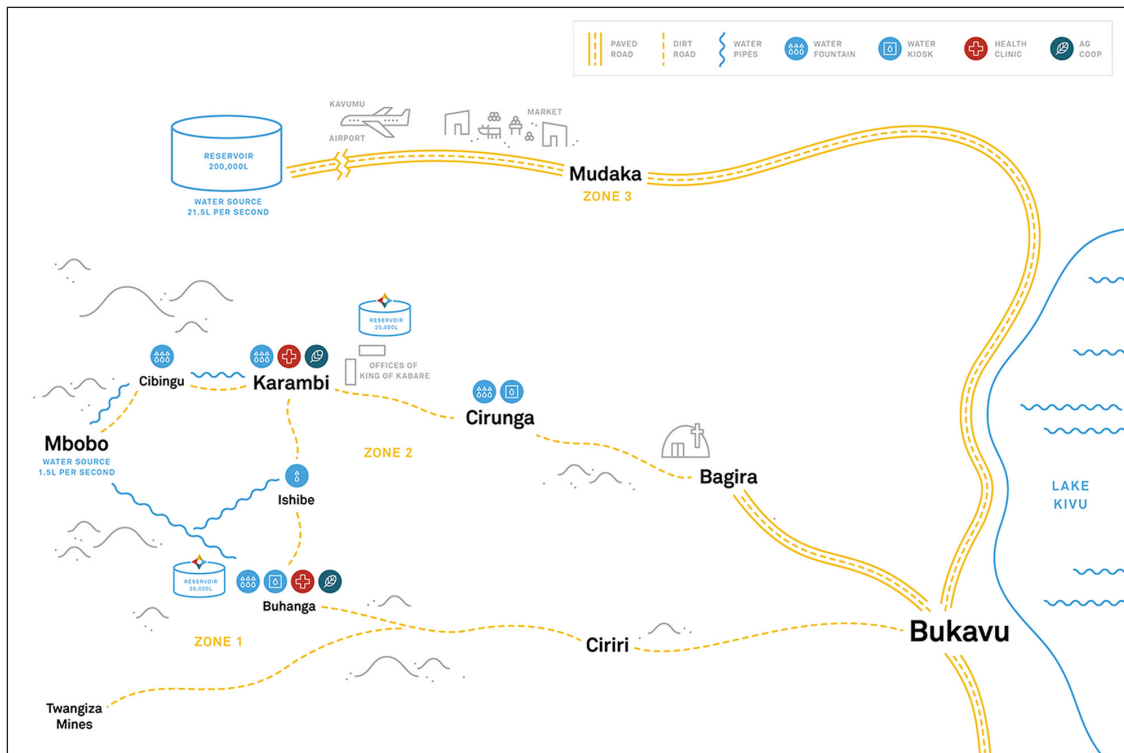 PAVED
ROAD
DIRT
ROAD
WATER
PIPES
WATER
FOUNTAIN
WATER
KIOSK
HEALTH
CLINIC
AG
COOP
KAVUMU
AIRPORT
MARKET
RESERVOIR
200,000L
WATER SOURCE
21.5L PER SECOND
Mudaka
ZONE 3
RESERVOIR
20,000L
OFFICES OF
KING OF KABARE
Cibingu
Karambi
Cirunga
Mbobo
WATER SOURCE
1.5L PER SECOND
ZONE 2
Bagira
Ishibe
LAKE
KIVU
RESERVOIR
20,000L
Buhanga
ZONE 1
Ciriri
Bukavu
Twangiza
Mines